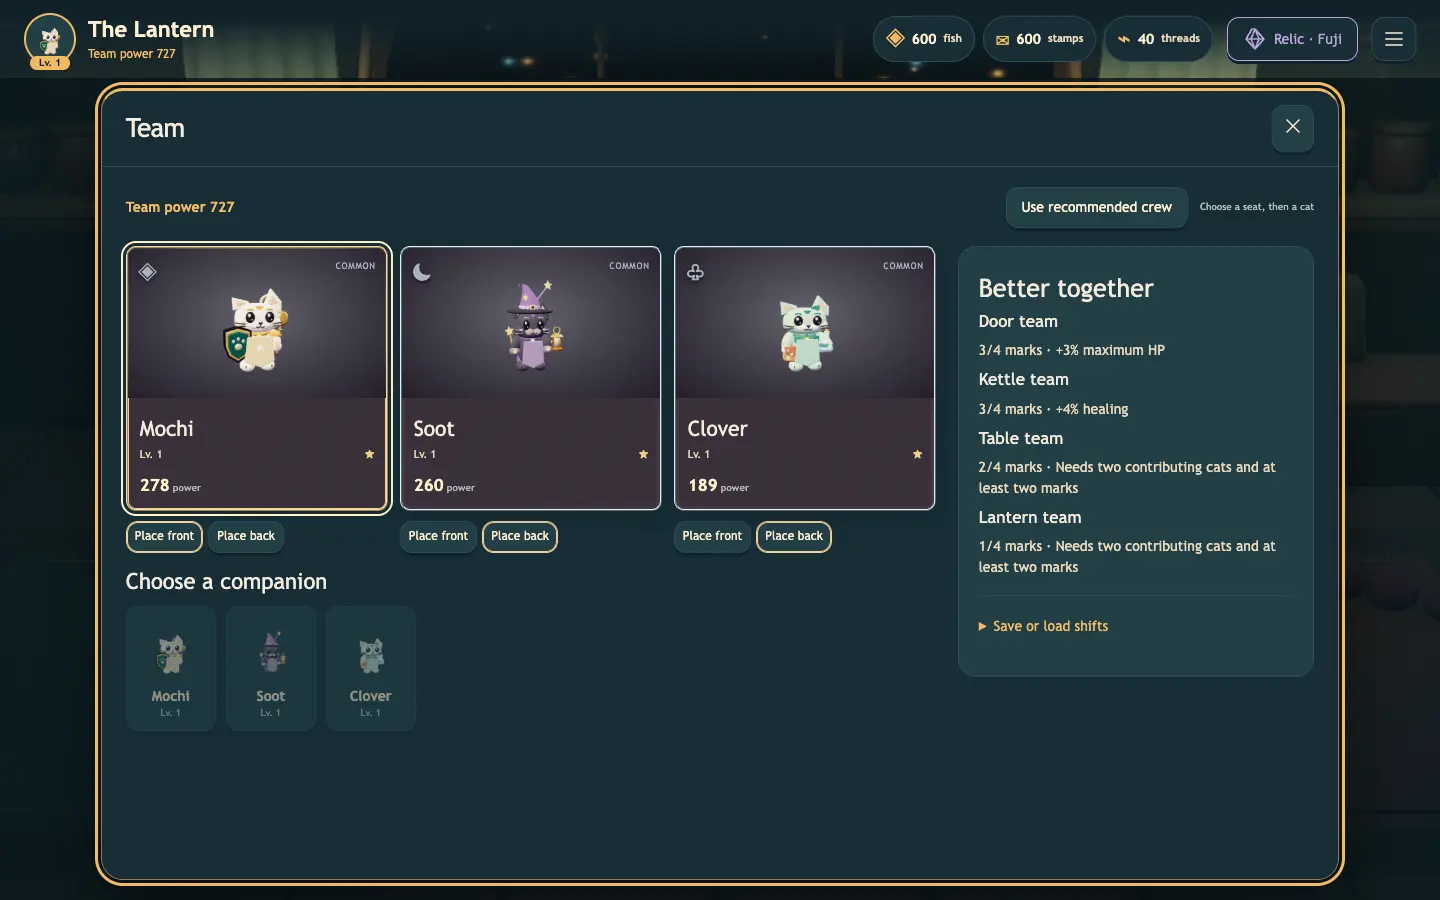 The Lantern
Team power 727
Lv. 1
600 fish
600 stamps
40 threads
Relic · Fuji
Team
Team power 727
Use recommended crew
Choose a seat, then a cat
COMMON
Mochi
Lv. 1
278 power
Place front
Place back
COMMON
Soot
Lv. 1
260 power
Place front
Place back
COMMON
Clover
Lv. 1
189 power
Place front
Place back
Better together
Door team
3/4 marks · +3% maximum HP
Kettle team
3/4 marks · +4% healing
Table team
2/4 marks · Needs two contributing cats and at
least two marks
Lantern team
1/4 marks · Needs two contributing cats and at
least two marks
Save or load shifts
Choose a companion
Mochi
Lv. 1
Soot
Lv. 1
Clover
Lv. 1